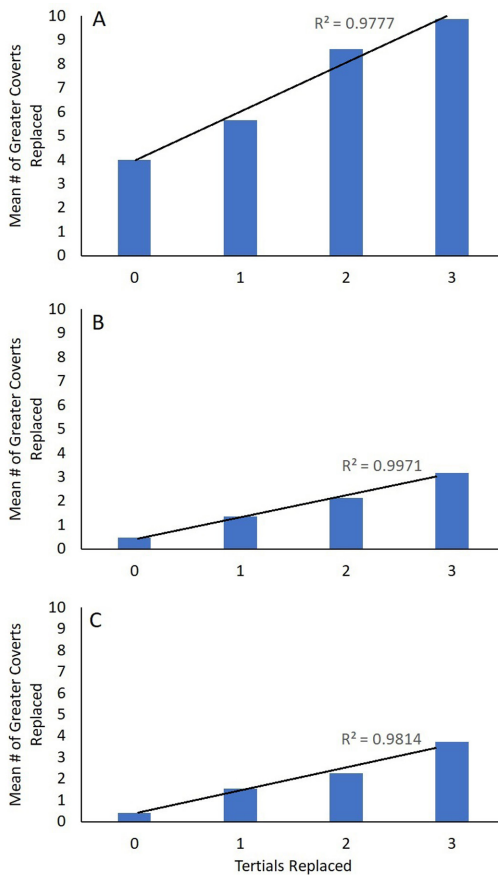 A
R² = 0.9777
Mean # of Greater Coverts
Replaced
10
9
8
7
6
5
4
3
2
1
0
0 1 2 3
B
R² = 0.9971
Mean # of Greater Coverts
Replaced
10
9
8
7
6
5
4
3
2
1
0
0 1 2 3
C
R² = 0.9814
Mean # of Greater Coverts
Replaced
10
9
8
7
6
5
4
3
2
1
0
0 1 2 3
Tertials Replaced